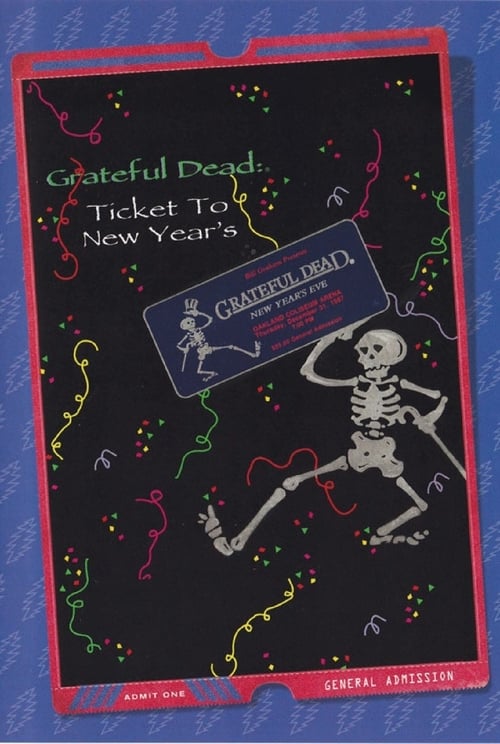 Grateful Dead:
Ticket To
New Year's
Bill Graham Presents
GRATEFUL DEAD.
NEW YEAR'S EVE
OAKLAND COLISEUM ARENA
Thursday, December 31, 1987
7:00 PM
$25.00 General Admission
ADMIT ONE
GENERAL ADMISSION